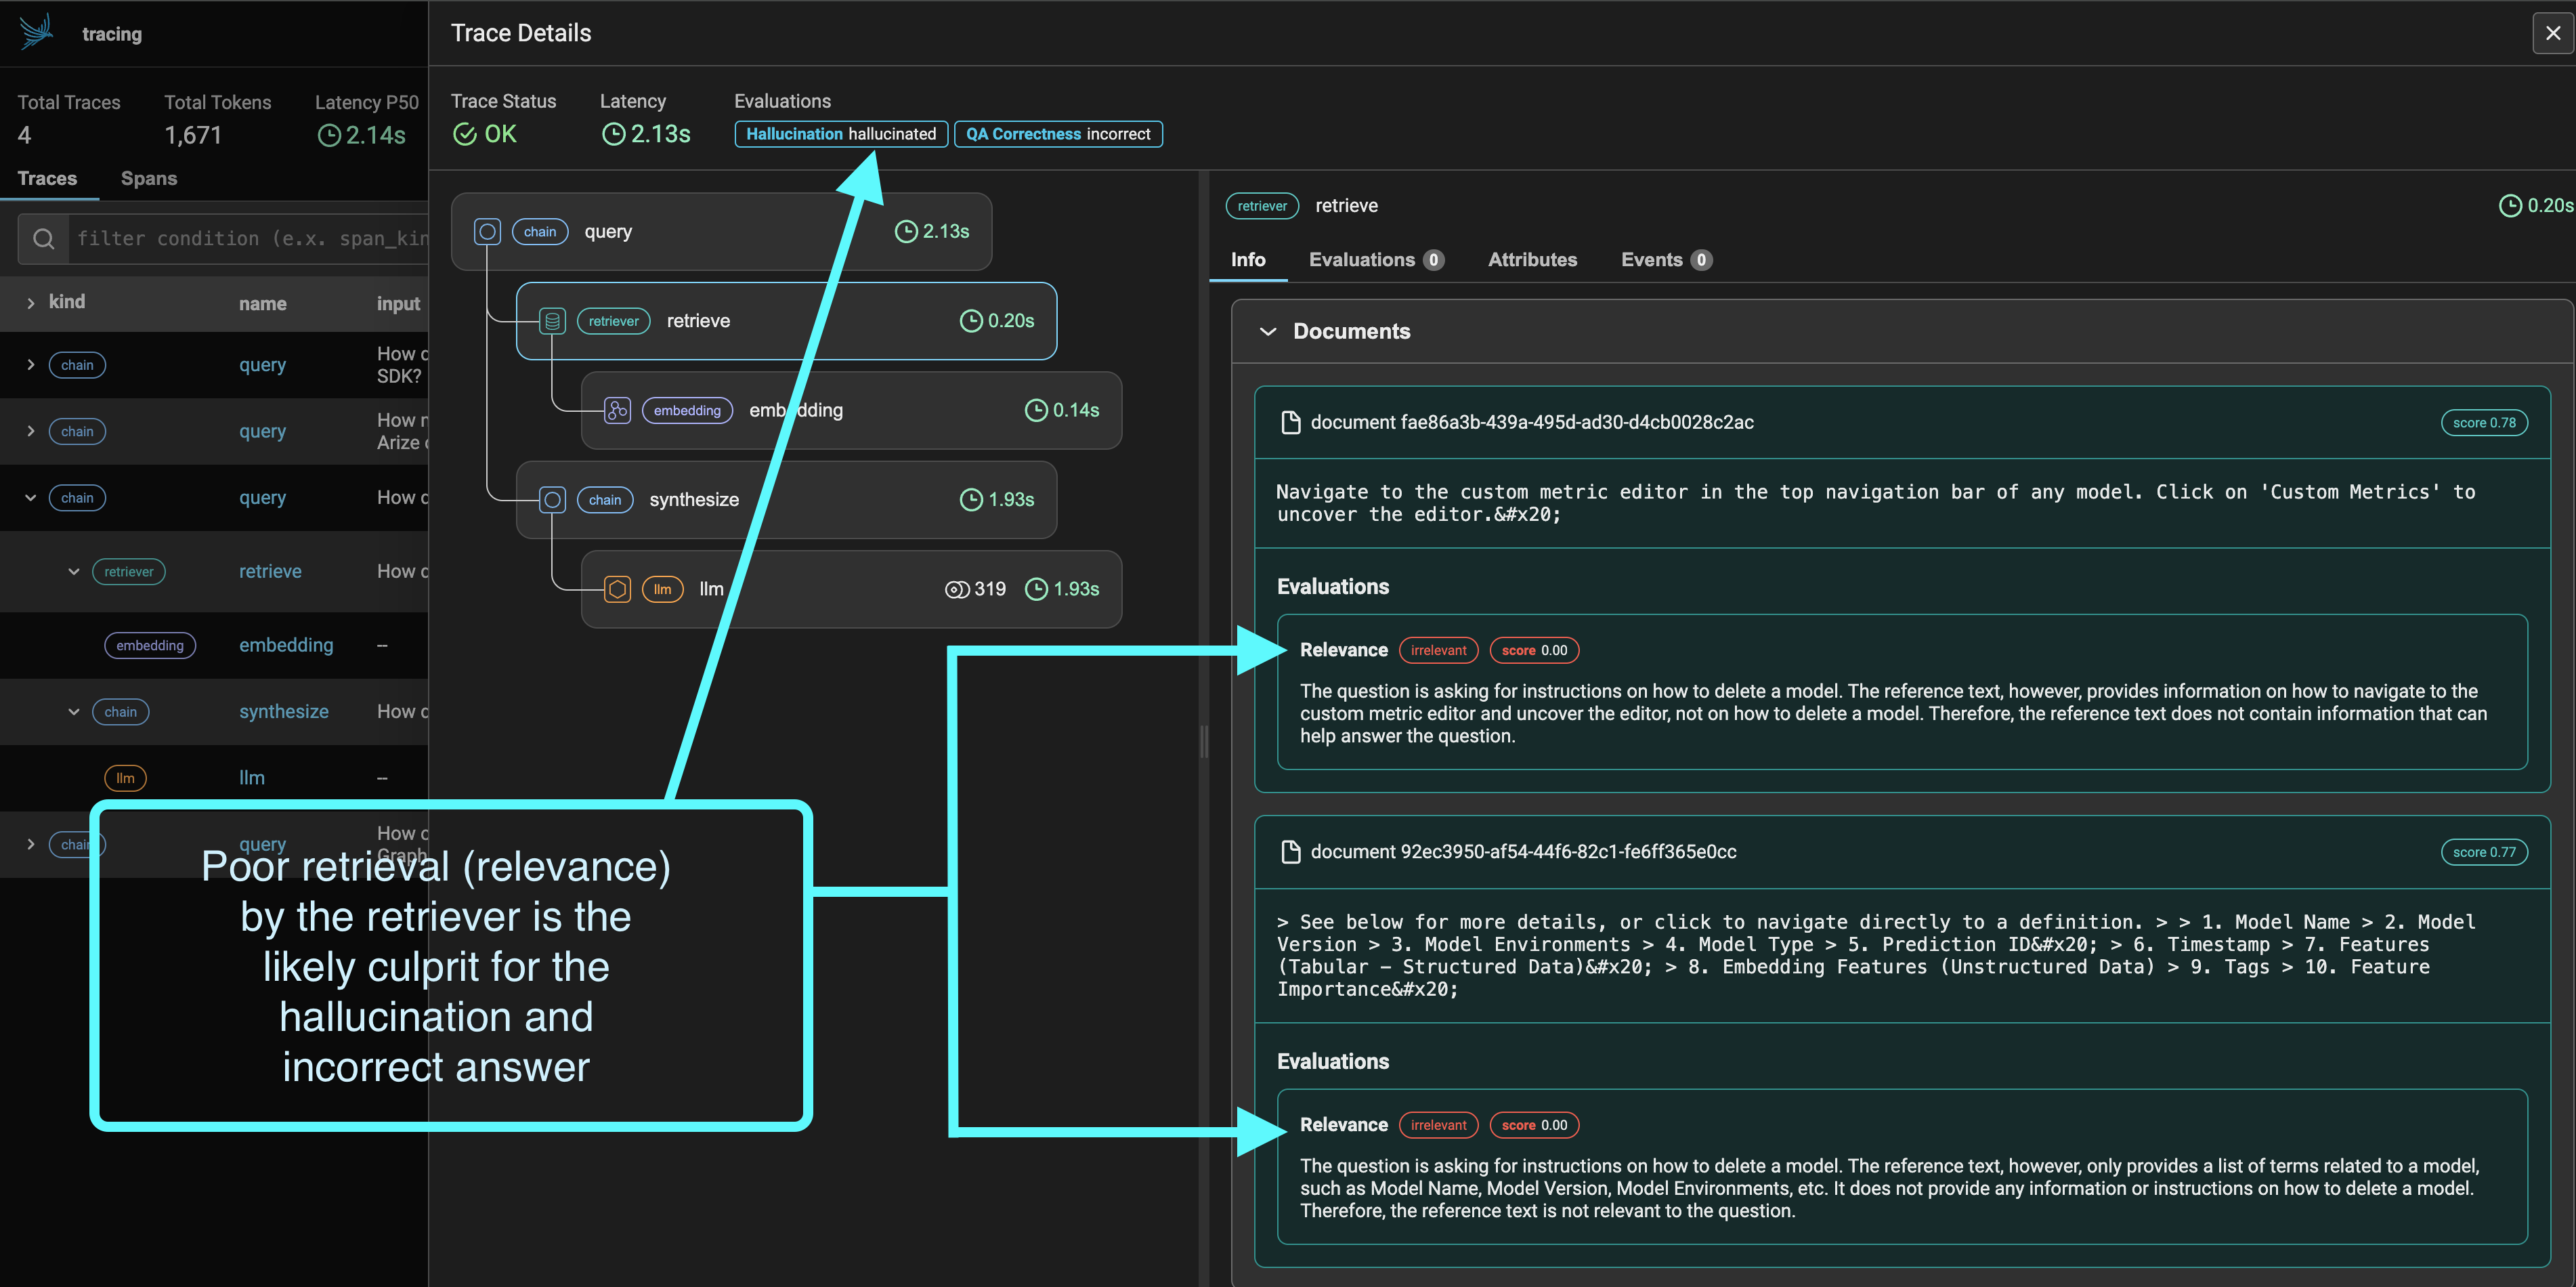 tracing
Total Traces
4
Total Tokens
1,671
Latency P50
2.14s
Traces
Spans
filter condition (e.x. span_kin
kind
name
input
chain
query
How
SDK?
chain
query
How
Arize
chain
query
How
retriever
retrieve
How
embedding
embedding
--
chain
synthesize
How
llm
llm
--
chain
query
How
Graph
Poor retrieval (relevance)
by the retriever is the
likely culprit for the
hallucination and
incorrect answer
Trace Details
Trace Status
OK
Latency
2.13s
Evaluations
Hallucination hallucinated
QA Correctness incorrect
chain query 2.13s
retriever retrieve 0.20s
embedding embedding 0.14s
chain synthesize 1.93s
llm llm 319 1.93s
retriever retrieve 0.20s
Info Evaluations 0 Attributes Events 0
Documents
document fae86a3b-439a-495d-ad30-d4cb0028c2ac score 0.78
Navigate to the custom metric editor in the top navigation bar of any model. Click on 'Custom Metrics' to
uncover the editor.&#x20;
Evaluations
Relevance irrelevant score 0.00
The question is asking for instructions on how to delete a model. The reference text, however, provides information on how to navigate to the
custom metric editor and uncover the editor, not on how to delete a model. Therefore, the reference text does not contain information that can
help answer the question.
document 92ec3950-af54-44f6-82c1-fe6ff365e0cc score 0.77
> See below for more details, or click to navigate directly to a definition. > > 1. Model Name > 2. Model
Version > 3. Model Environments > 4. Model Type > 5. Prediction ID&#x20; > 6. Timestamp > 7. Features
(Tabular – Structured Data)&#x20; > 8. Embedding Features (Unstructured Data) > 9. Tags > 10. Feature
Importance&#x20;
Evaluations
Relevance irrelevant score 0.00
The question is asking for instructions on how to delete a model. The reference text, however, only provides a list of terms related to a model,
such as Model Name, Model Version, Model Environments, etc. It does not provide any information or instructions on how to delete a model.
Therefore, the reference text is not relevant to the question.